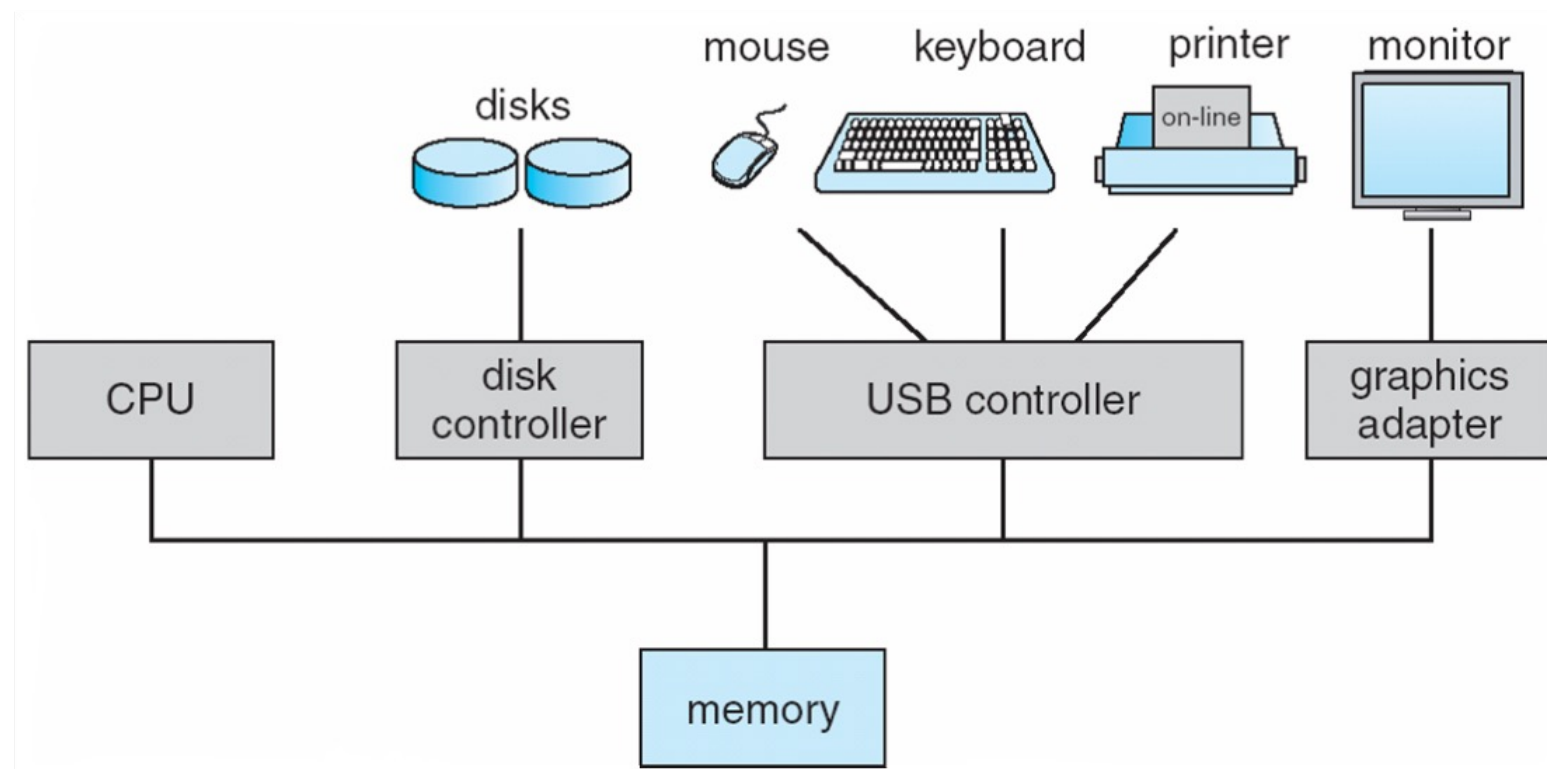 mouse
keyboard
printer
monitor
disks
on-line
CPU
disk
controller
USB controller
graphics
adapter
memory